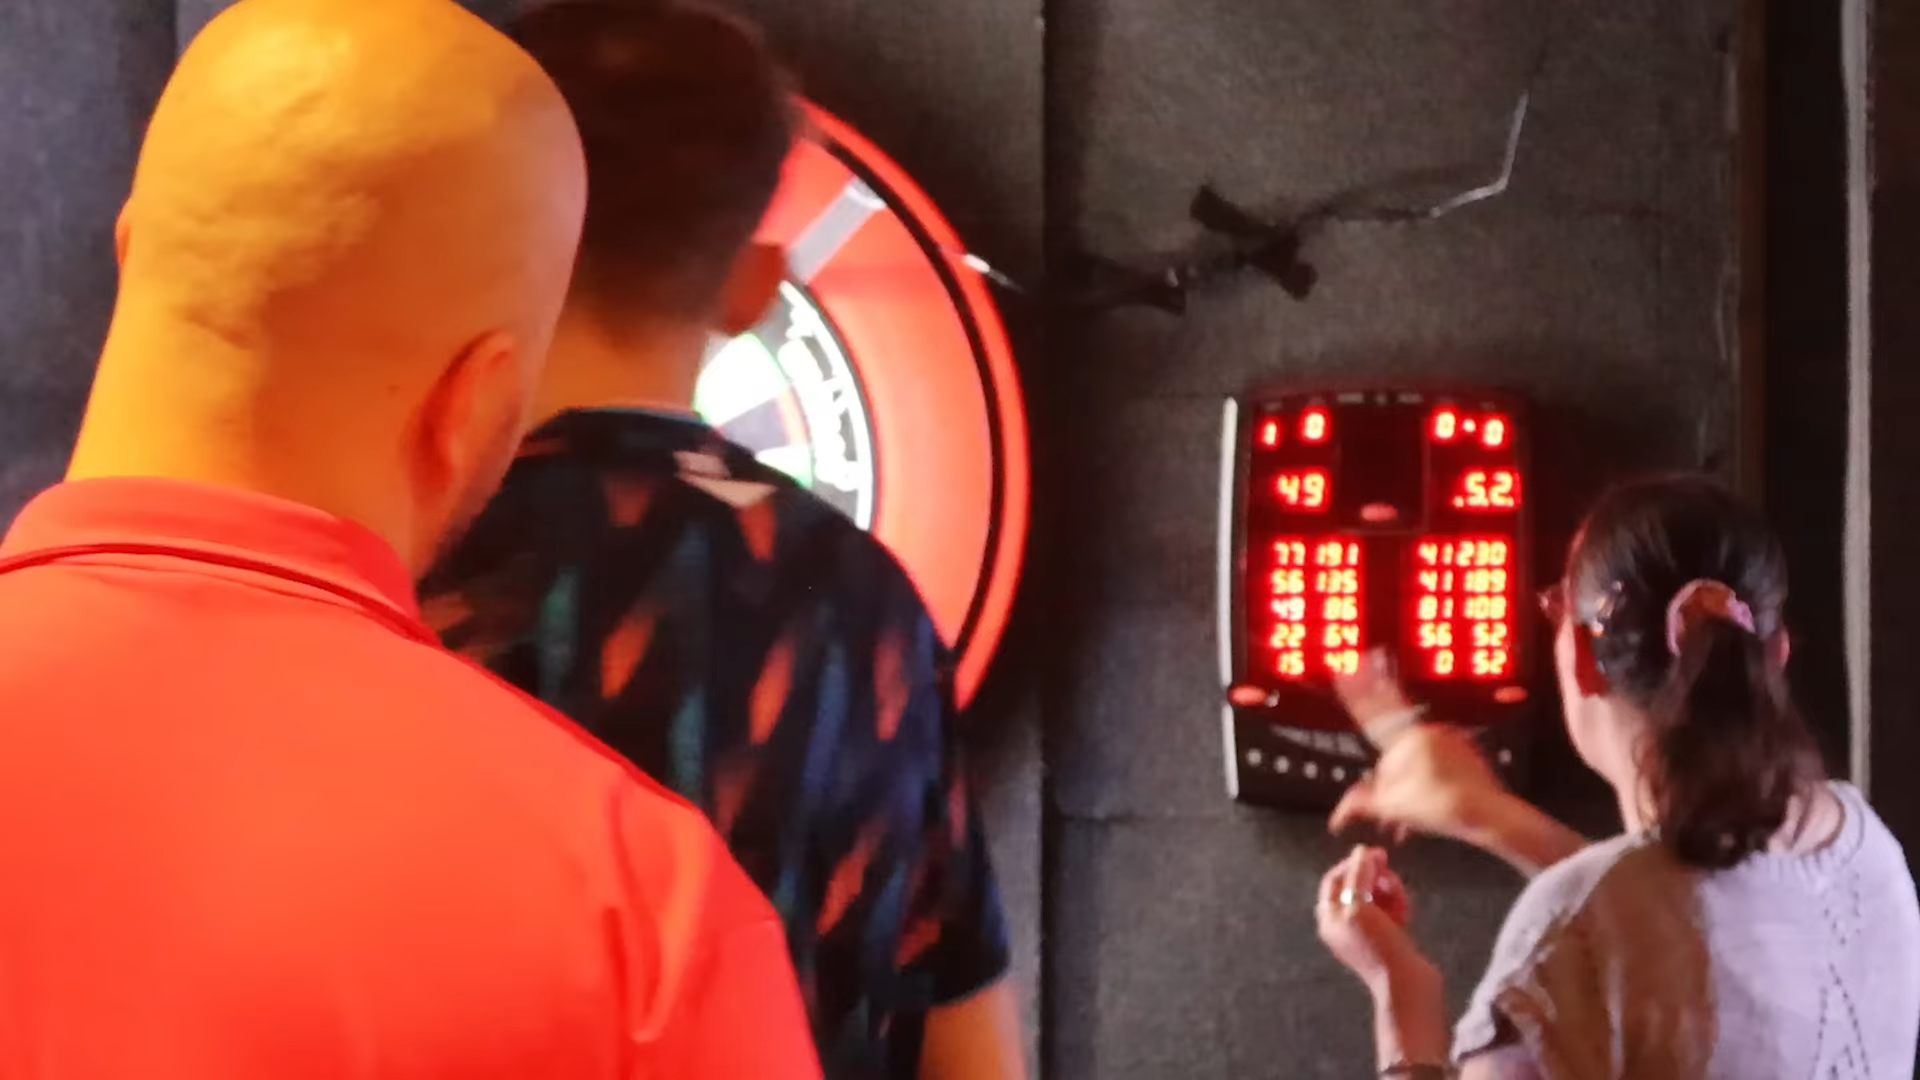 1 0 0.0
49 .52.
77 191 41 230
56 135 41 189
49 86 81 108
22 64 56 52
15 49 0 52